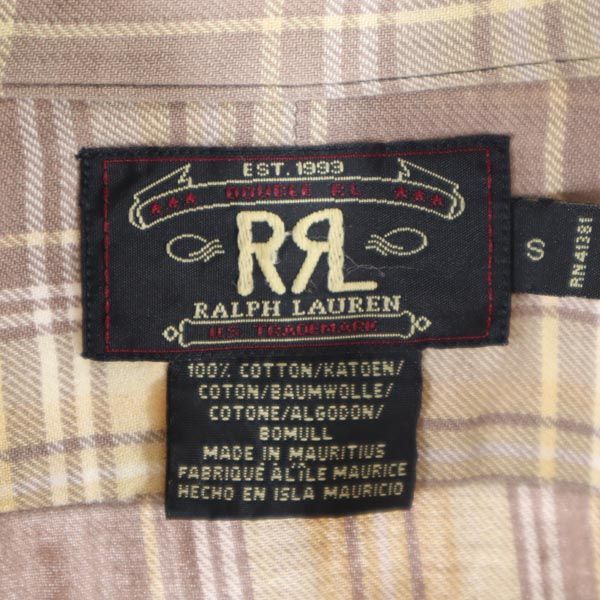 EST. 1993
★★★ DOUBLE RL ★★★
RRL
RALPH LAUREN
US TRADEMARK
S
RN41381
100% COTTON/KATOEN/
COTON/BAUMWOLLE/
COTONE/ALGODON/
BOMULL
MADE IN MAURITIUS
FABRIQUÉ A L'ÎLE MAURICE
HECHO EN ISLA MAURICIO